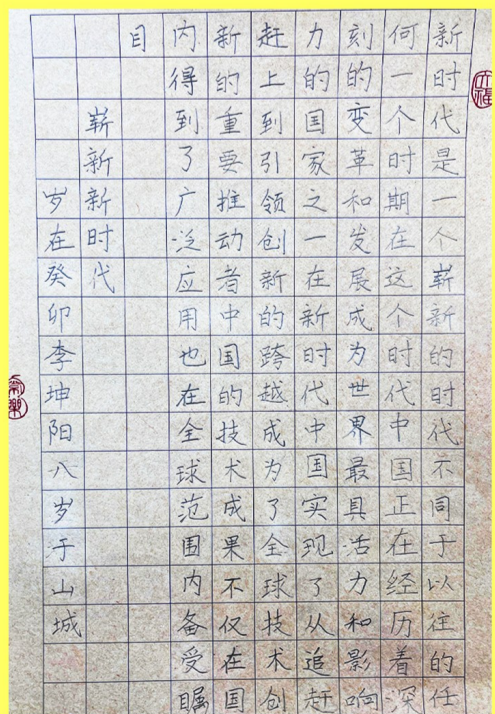 新时代是一个崭新的时代不同于以往的任
何一个时期在这个时代中国正在经历着深
刻的变革和发展成为世界最具活力和影响
力的国家之一在新时代中国实现了从追赶
赶上到引领创新的跨越成为了全球技术创
新的重要推动者中国的技术成果不仅在国
内得到了广泛应用也在全球范围内备受瞩
目
崭新新时代
岁在癸卯李坤阳八岁于山城